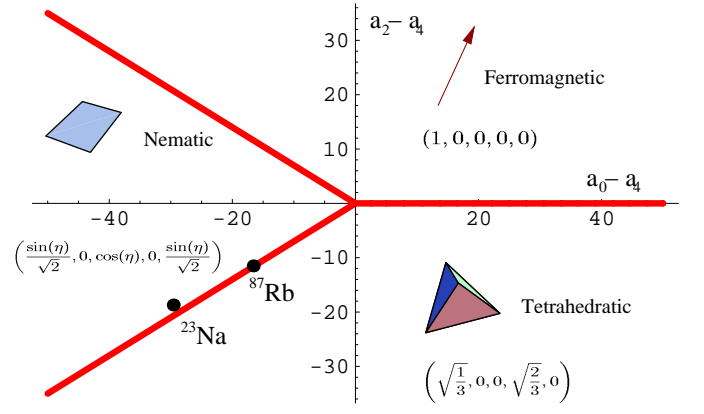 a₂− a₄
30
20
10
Ferromagnetic
(1, 0, 0, 0, 0)
Nematic
a₀− a₄
-40 -20 20 40
(sin(η)/√2, 0, cos(η), 0, sin(η)/√2)
-10
-20
-30
⁸⁷Rb
²³Na
Tetrahedratic
(√(1/3), 0, 0, √(2/3), 0)